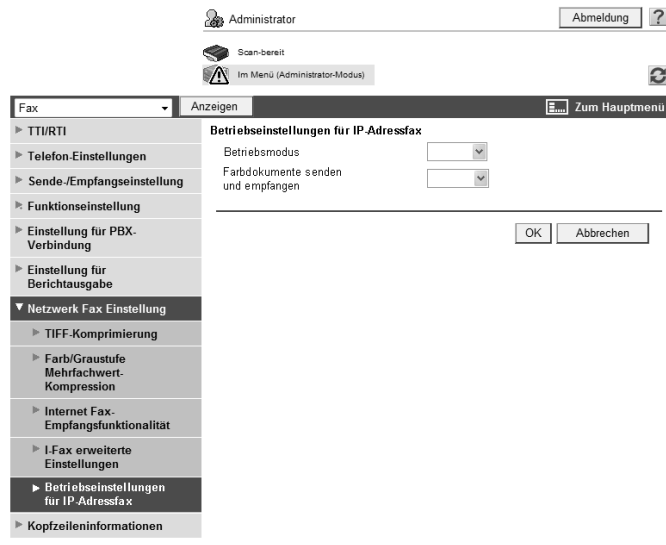 Administrator
Abmeldung
?
Scan-bereit
Im Menü (Administrator-Modus)
Fax
Anzeigen
Zum Hauptmenü
TTI/RTI
Telefon-Einstellungen
Sende-/Empfangseinstellung
Funktionseinstellung
Einstellung für PBX-
Verbindung
Einstellung für
Berichtausgabe
Netzwerk Fax Einstellung
TIFF-Komprimierung
Farb/Graustufe
Mehrfachwert-
Kompression
Internet Fax-
Empfangsfunktionalität
I-Fax erweiterte
Einstellungen
Betriebseinstellungen
für IP-Adressfax
Kopfzeileninformationen
Betriebseinstellungen für IP-Adressfax
Betriebsmodus
Farbdokumente senden
und empfangen
OK
Abbrechen